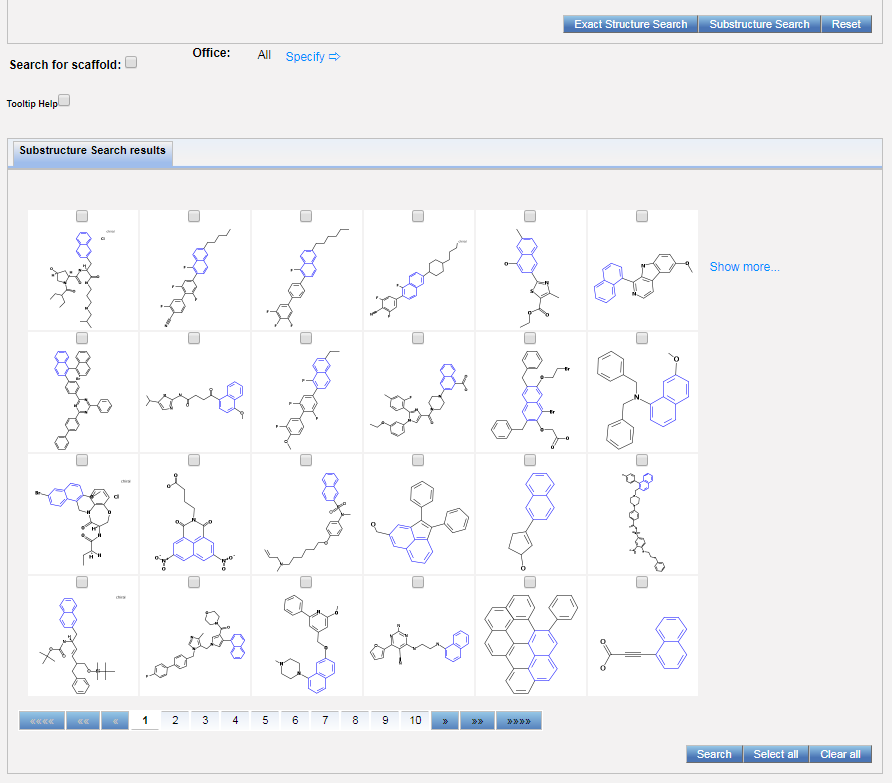 Exact Structure Search Substructure Search Reset
Search for scaffold: Office: All Specify ⇨
Tooltip Help
Substructure Search results
Show more...
«««« «« « 1 2 3 4 5 6 7 8 9 10 » »» »»»»
Search Select all Clear all